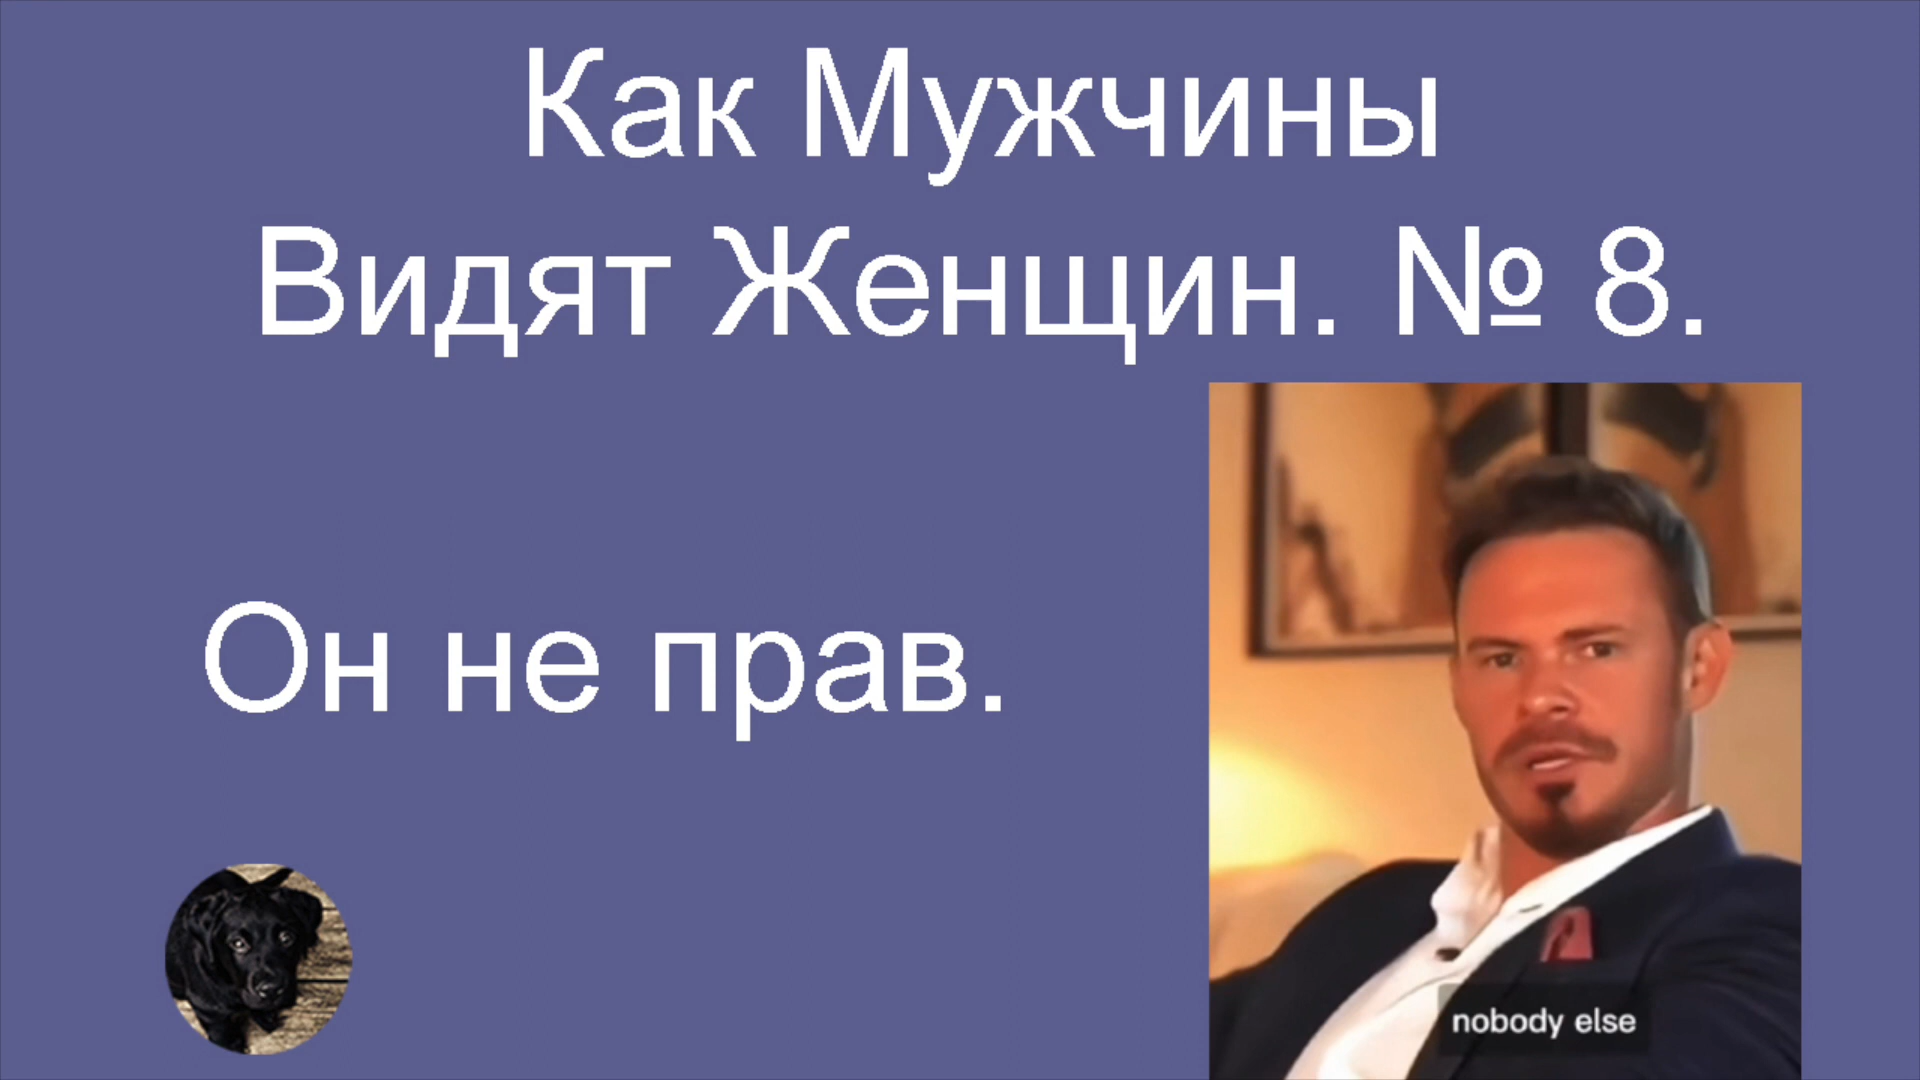 Как Мужчины
Видят Женщин. № 8.
Он не прав.
nobody else